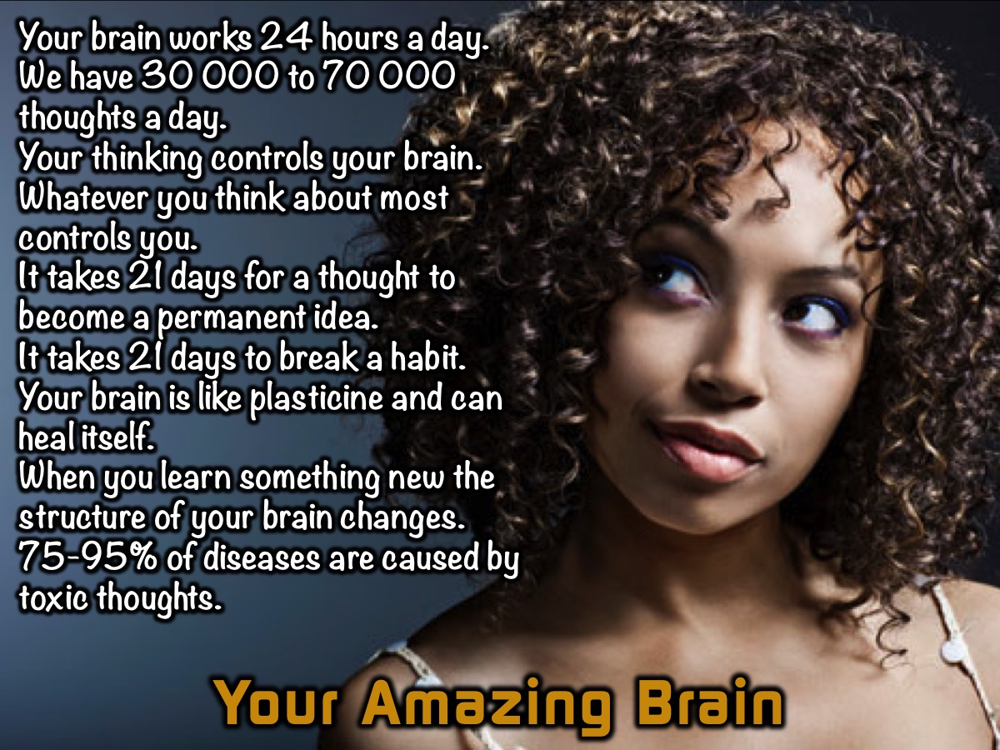 Your brain works 24 hours a day.
We have 30 000 to 70 000
thoughts a day.
Your thinking controls your brain.
Whatever you think about most
controls you.
It takes 21 days for a thought to
become a permanent idea.
It takes 21 days to break a habit.
Your brain is like plasticine and can
heal itself.
When you learn something new the
structure of your brain changes.
75-95% of diseases are caused by
toxic thoughts.
Your Amazing Brain